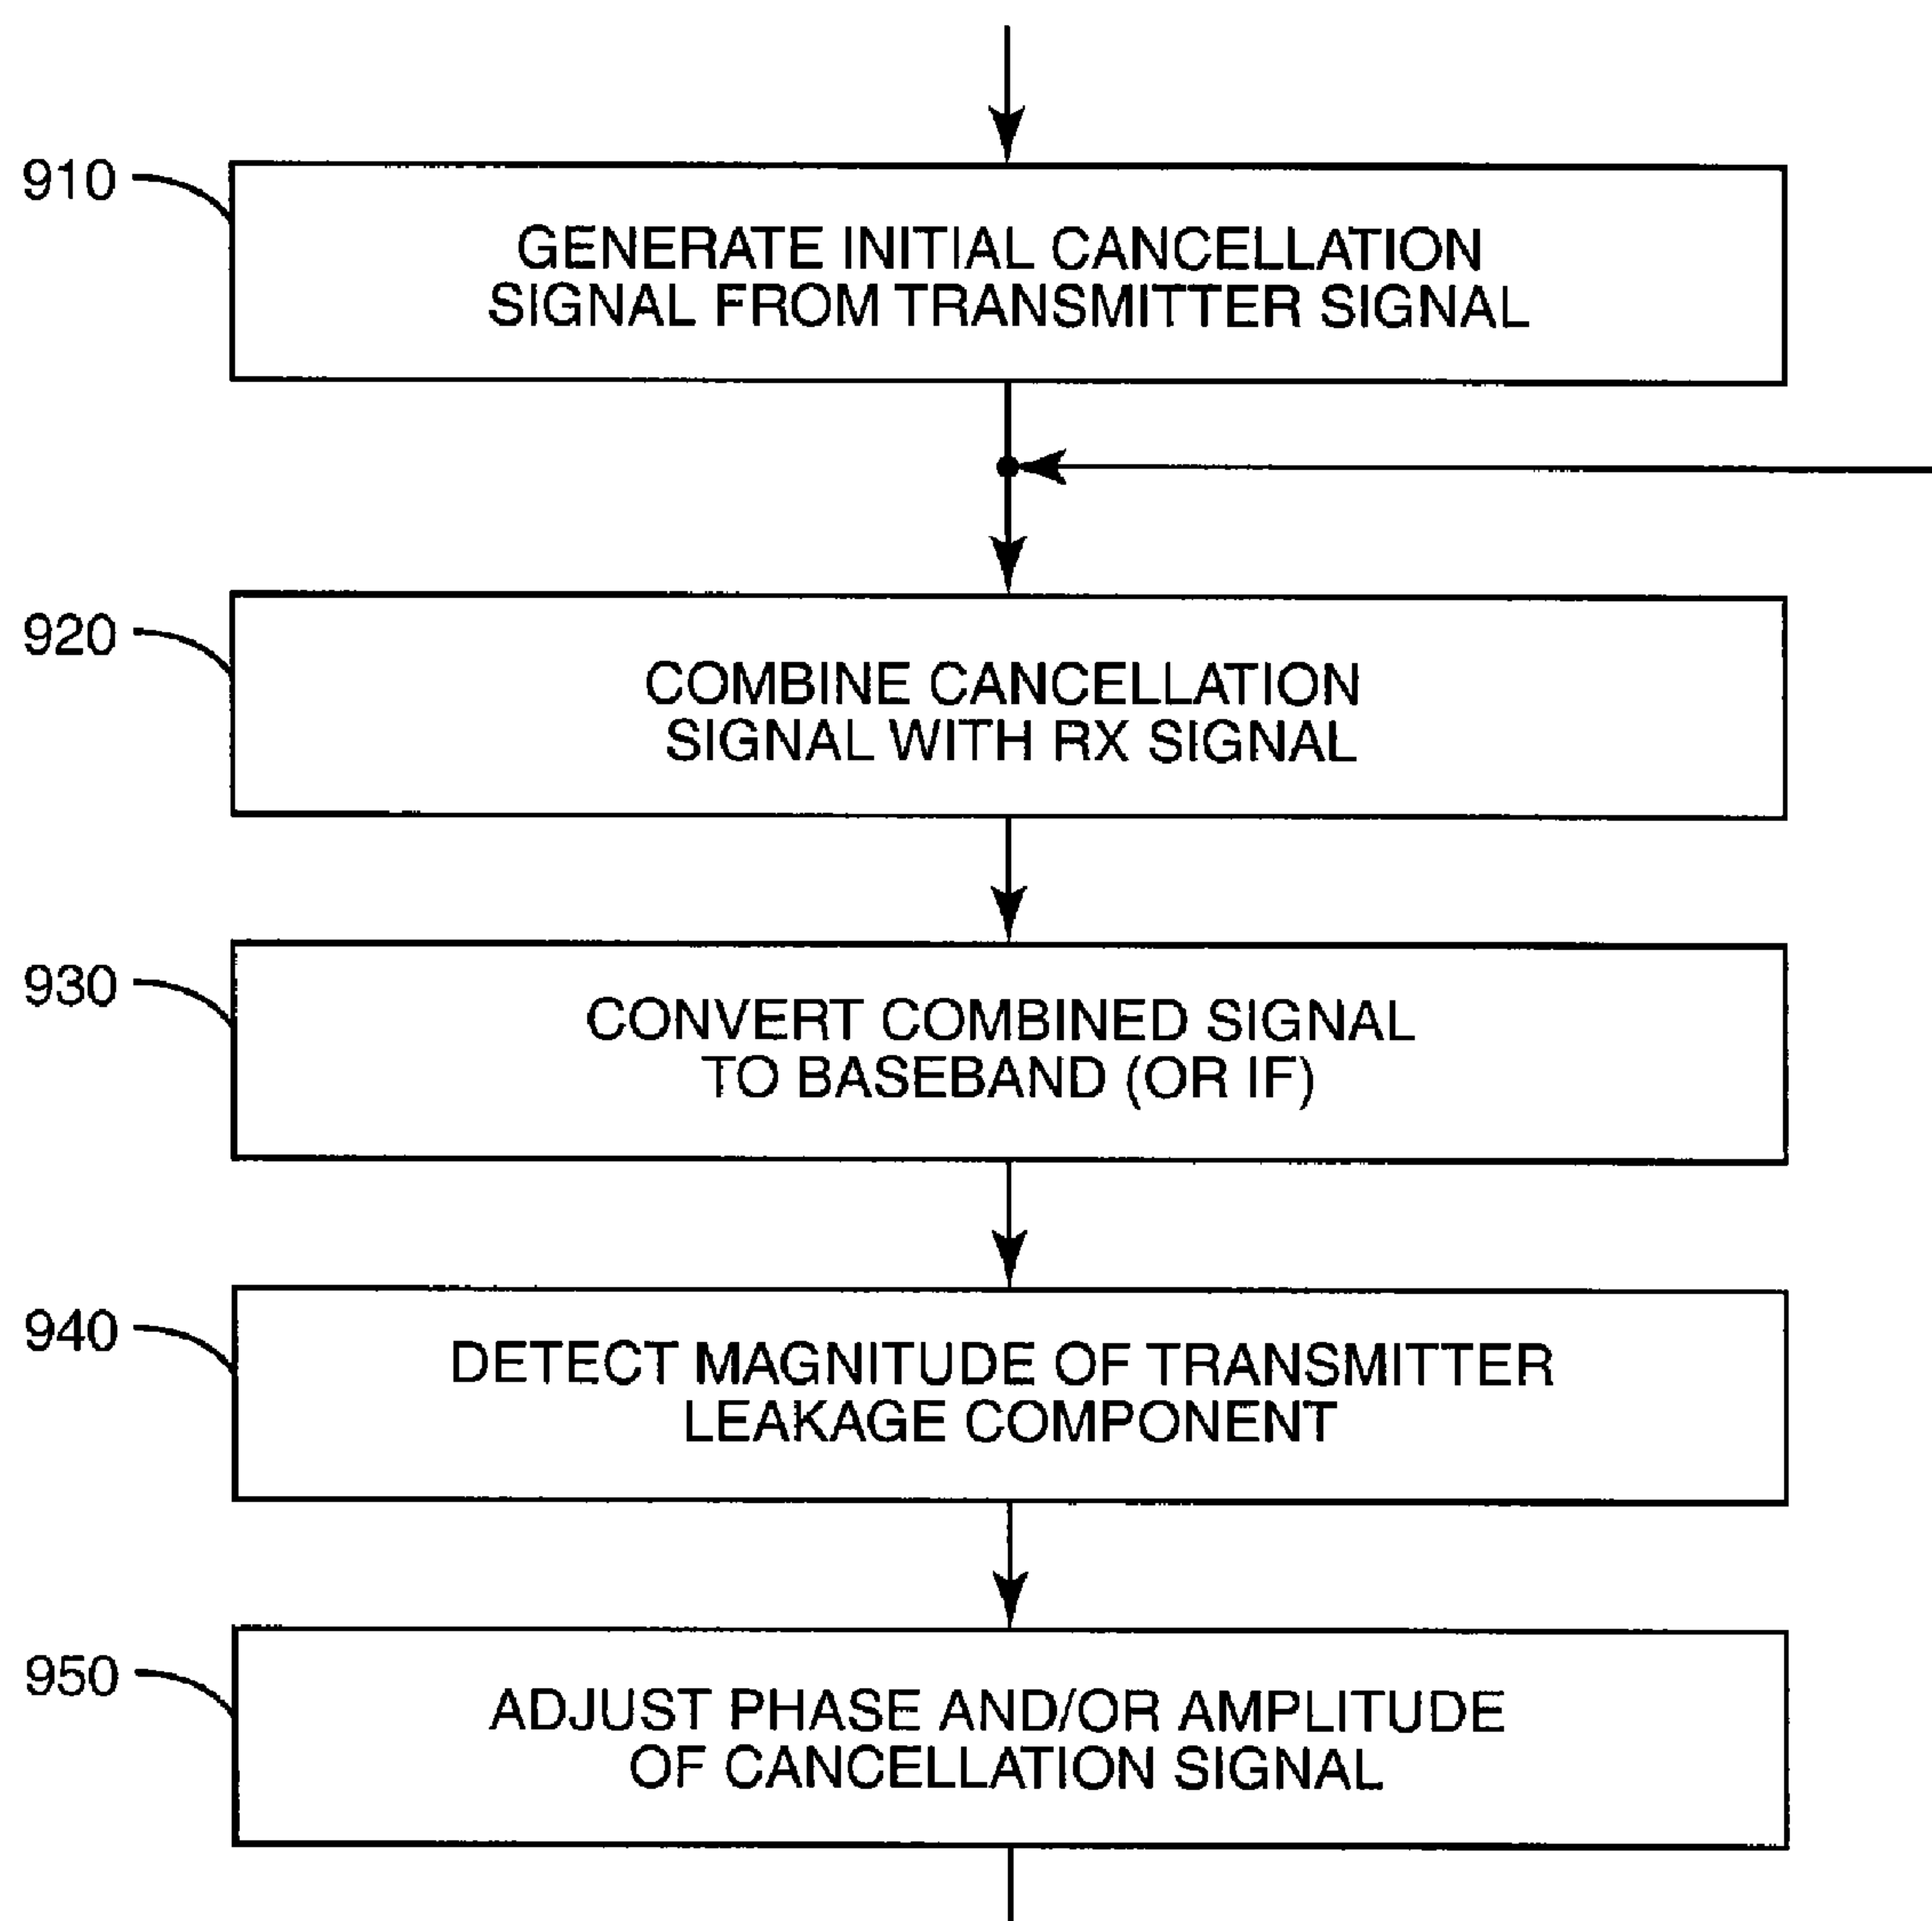 910
GENERATE INITIAL CANCELLATION
SIGNAL FROM TRANSMITTER SIGNAL
920
COMBINE CANCELLATION
SIGNAL WITH RX SIGNAL
930
CONVERT COMBINED SIGNAL
TO BASEBAND (OR IF)
940
DETECT MAGNITUDE OF TRANSMITTER
LEAKAGE COMPONENT
950
ADJUST PHASE AND/OR AMPLITUDE
OF CANCELLATION SIGNAL